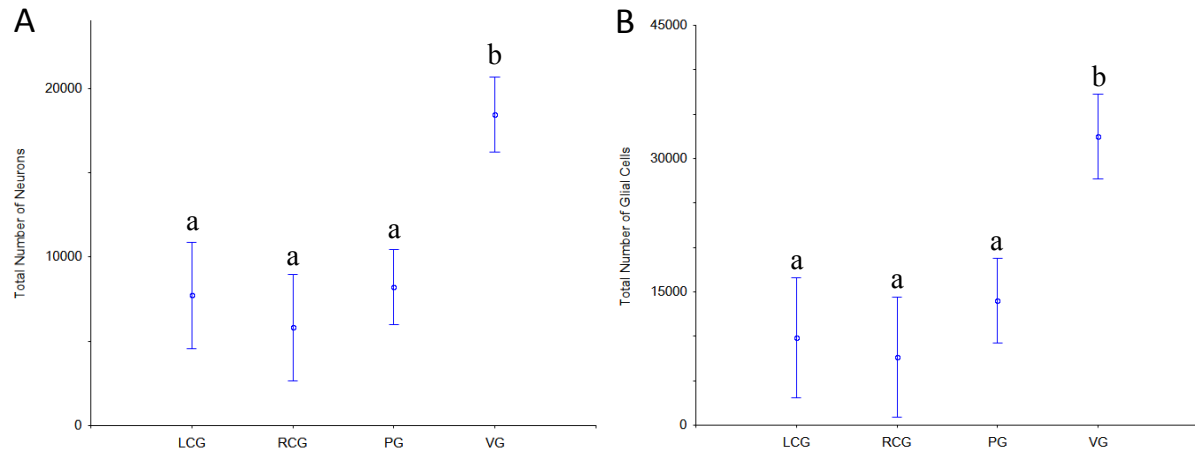 A
Total Number of Neurons
20000
10000
0
a
a
a
b
LCG
RCG
PG
VG
B
Total Number of Glial Cells
45000
30000
15000
0
a
a
a
b
LCG
RCG
PG
VG